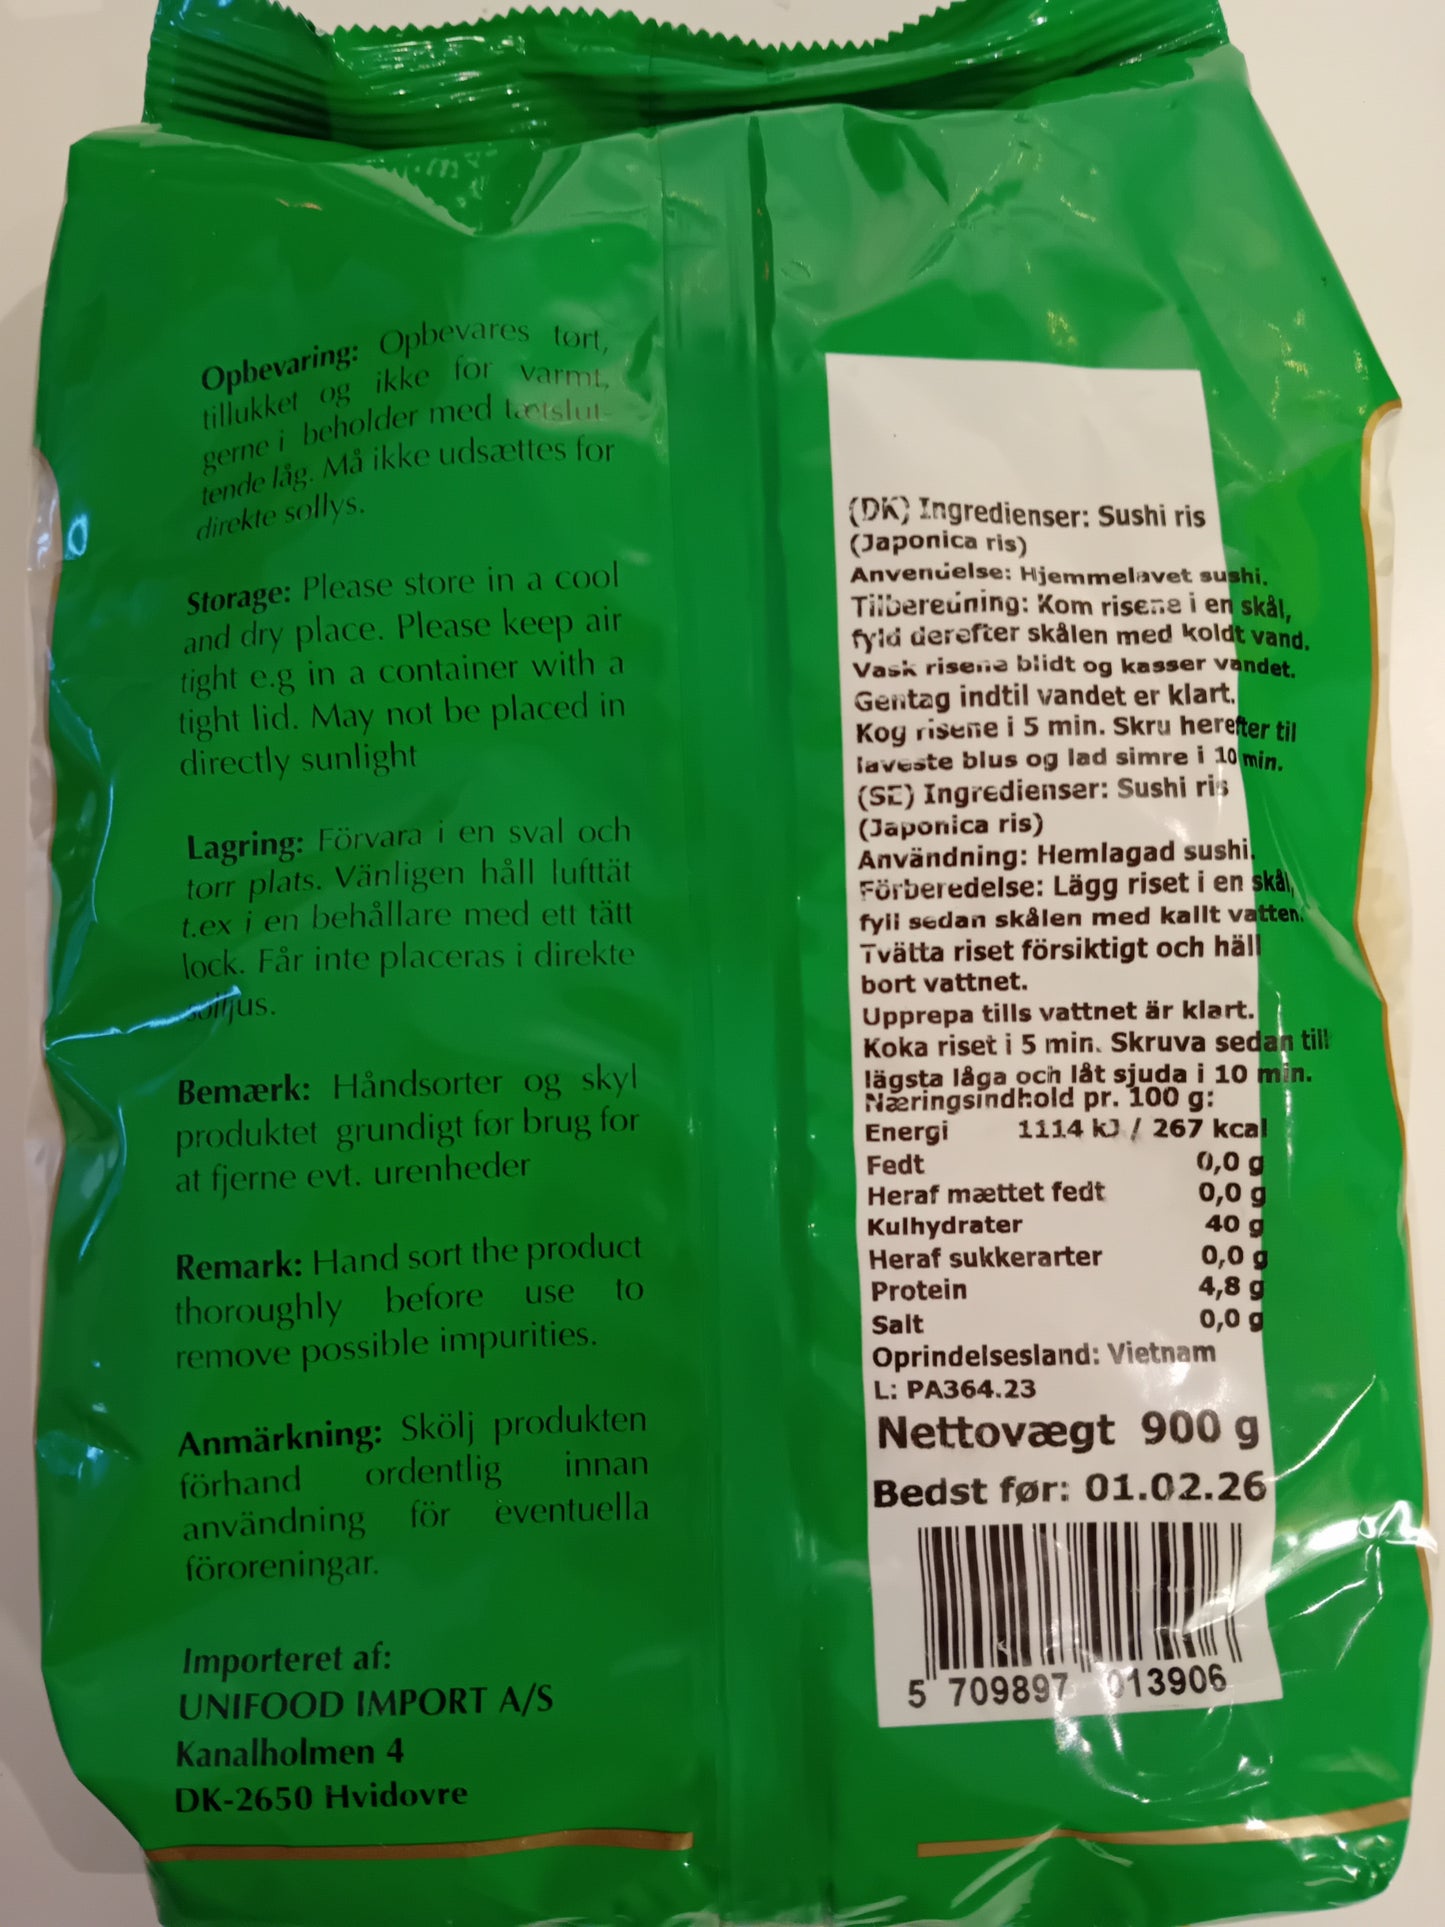 Opbevaring: Opbevares tørt,
tillukket og ikke for varmt,
gerne i beholder med tætslut-
tende låg. Må ikke udsættes for
direkte sollys.
Storage: Please store in a cool
and dry place. Please keep air
tight e.g in a container with a
tight lid. May not be placed in
directly sunlight
Lagring: Förvara i en sval och
torr plats. Vänligen håll lufttät
t.ex i en behållare med ett tätt
lock. Får inte placeras i direkte
solljus.
Bemærk: Håndsorter og skyl
produktet grundigt før brug for
at fjerne evt. urenheder
Remark: Hand sort the product
thoroughly before use to
remove possible impurities.
Anmärkning: Skölj produkten
förhand ordentlig innan
användning för eventuella
föroreningar.
Importeret af:
UNIFOOD IMPORT A/S
Kanalholmen 4
DK-2650 Hvidovre
(DK) Ingredienser: Sushi ris
(Japonica ris)
Anvendelse: Hjemmelavet sushi.
Tilberedning: Kom risene i en skål,
fyld derefter skålen med koldt vand.
Vask risene blidt og kasser vandet.
Gentag indtil vandet er klart.
Kog risene i 5 min. Skru herefter til
laveste blus og lad simre i 10 min.
(SE) Ingredienser: Sushi ris
(Japonica ris)
Användning: Hemlagad sushi.
Förberedelse: Lägg riset i en skål,
fyll sedan skålen med kallt vatten.
Tvätta riset försiktigt och häll
bort vattnet.
Upprepa tills vattnet är klart.
Koka riset i 5 min. Skruva sedan till
lägsta låga och låt sjuda i 10 min.
Næringsindhold pr. 100 g:
Energi 1114 kJ / 267 kcal
Fedt 0,0 g
Heraf mættet fedt 0,0 g
Kulhydrater 40 g
Heraf sukkerarter 0,0 g
Protein 4,8 g
Salt 0,0 g
Oprindelsesland: Vietnam
L: PA364.23
Nettovægt 900 g
Bedst før: 01.02.26
5 709897 013906